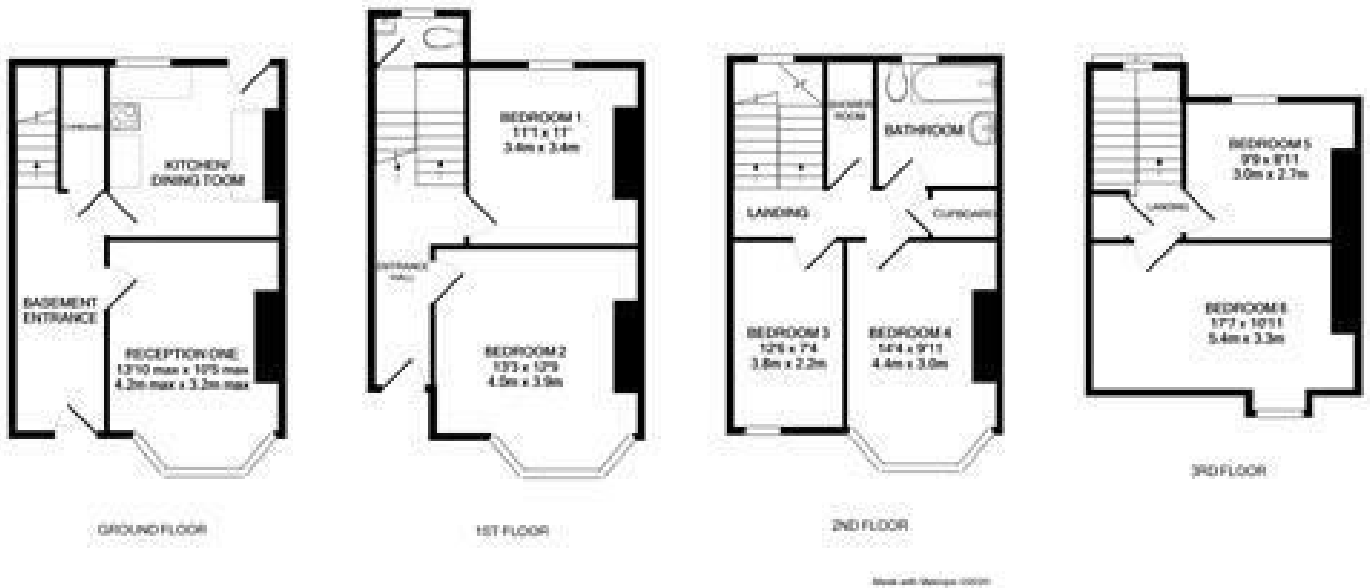 KITCHEN/
DINING TOOM
BASEMENT
ENTRANCE
RECEPTION ONE
13'10 max x 10'5 max
4.2m max x 3.2m max
GROUND FLOOR
BEDROOM 1
11'1 x 11'
3.4m x 3.4m
ENTRANCE
HALL
BEDROOM 2
13'3 x 12'9
4.0m x 3.9m
1ST FLOOR
SHOWER
ROOM
BATHROOM
LANDING
CUPBOARD
BEDROOM 3
12'6 x 7'4
3.8m x 2.2m
BEDROOM 4
14'4 x 9'11
4.4m x 3.0m
2ND FLOOR
BEDROOM 5
9'9 x 8'11
3.0m x 2.7m
LANDING
BEDROOM 6
17'7 x 10'11
5.4m x 3.3m
3RD FLOOR
Made with Metropix